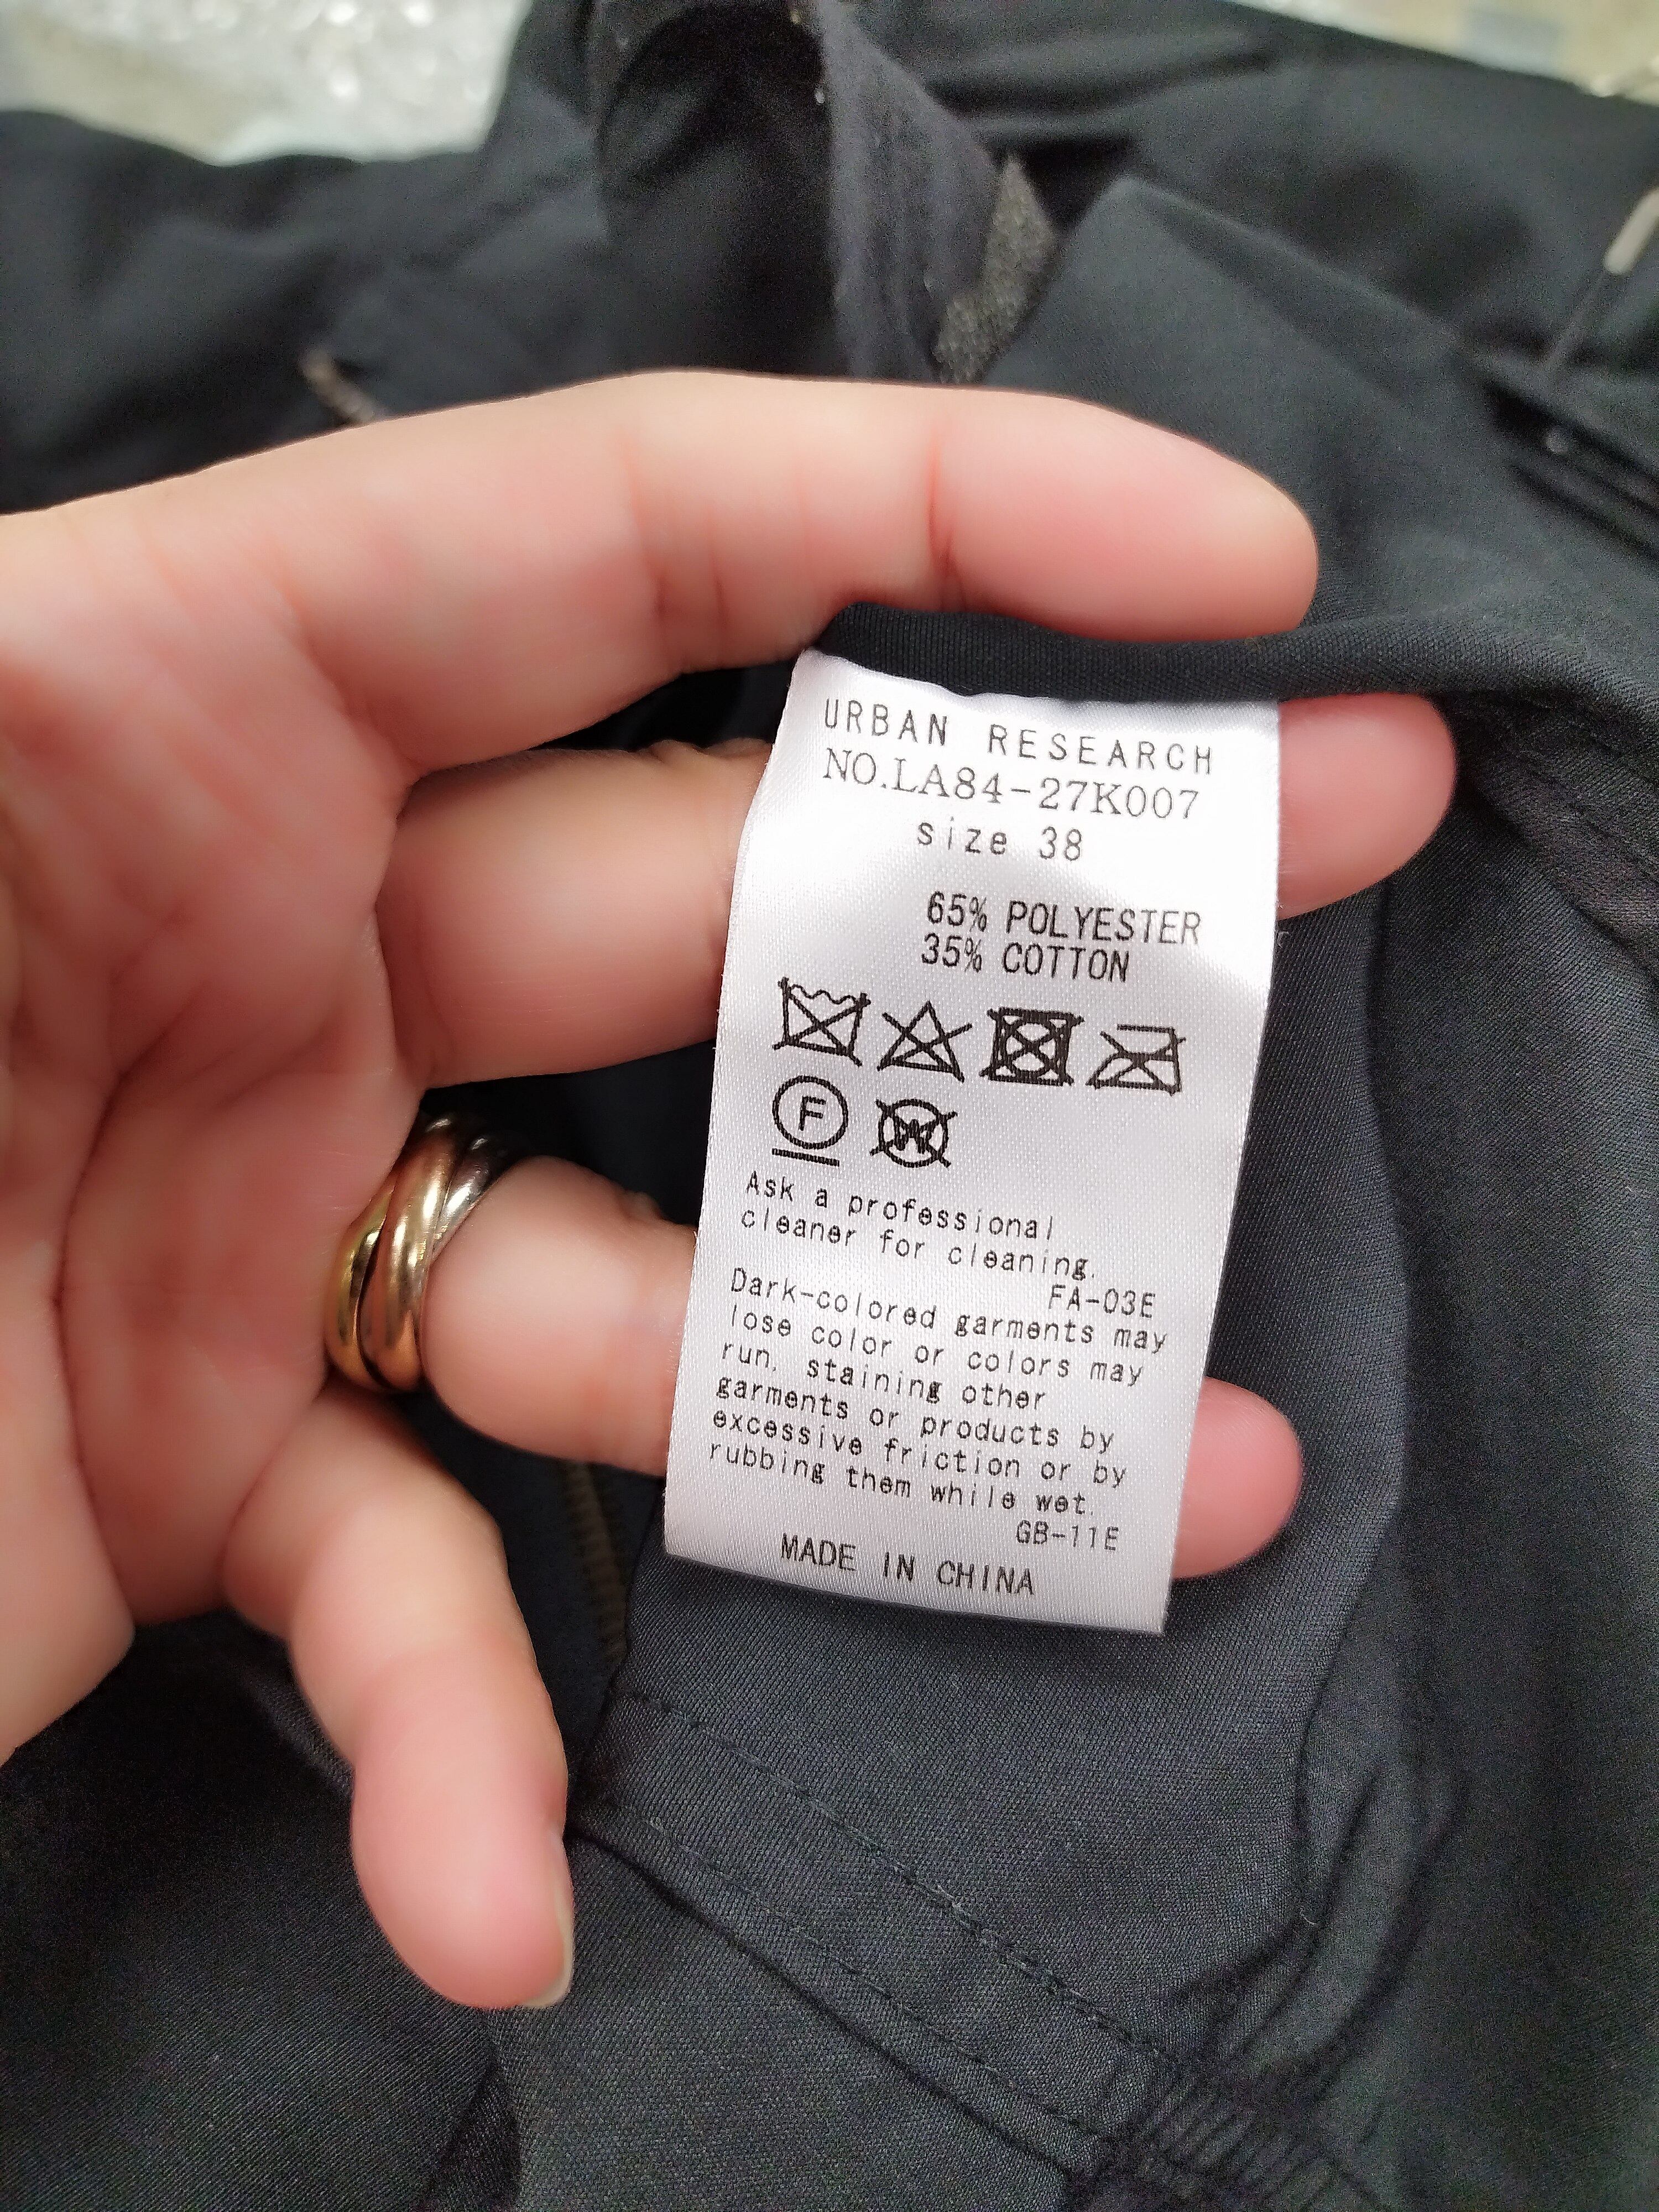 URBAN RESEARCH
NO.LA84-27K007
size 38
65% POLYESTER
35% COTTON
F W
Ask a professional
cleaner for cleaning.
FA-03E
Dark-colored garments may
lose color or colors may
run, staining other
garments or products by
excessive friction or by
rubbing them while wet.
GB-11E
MADE IN CHINA